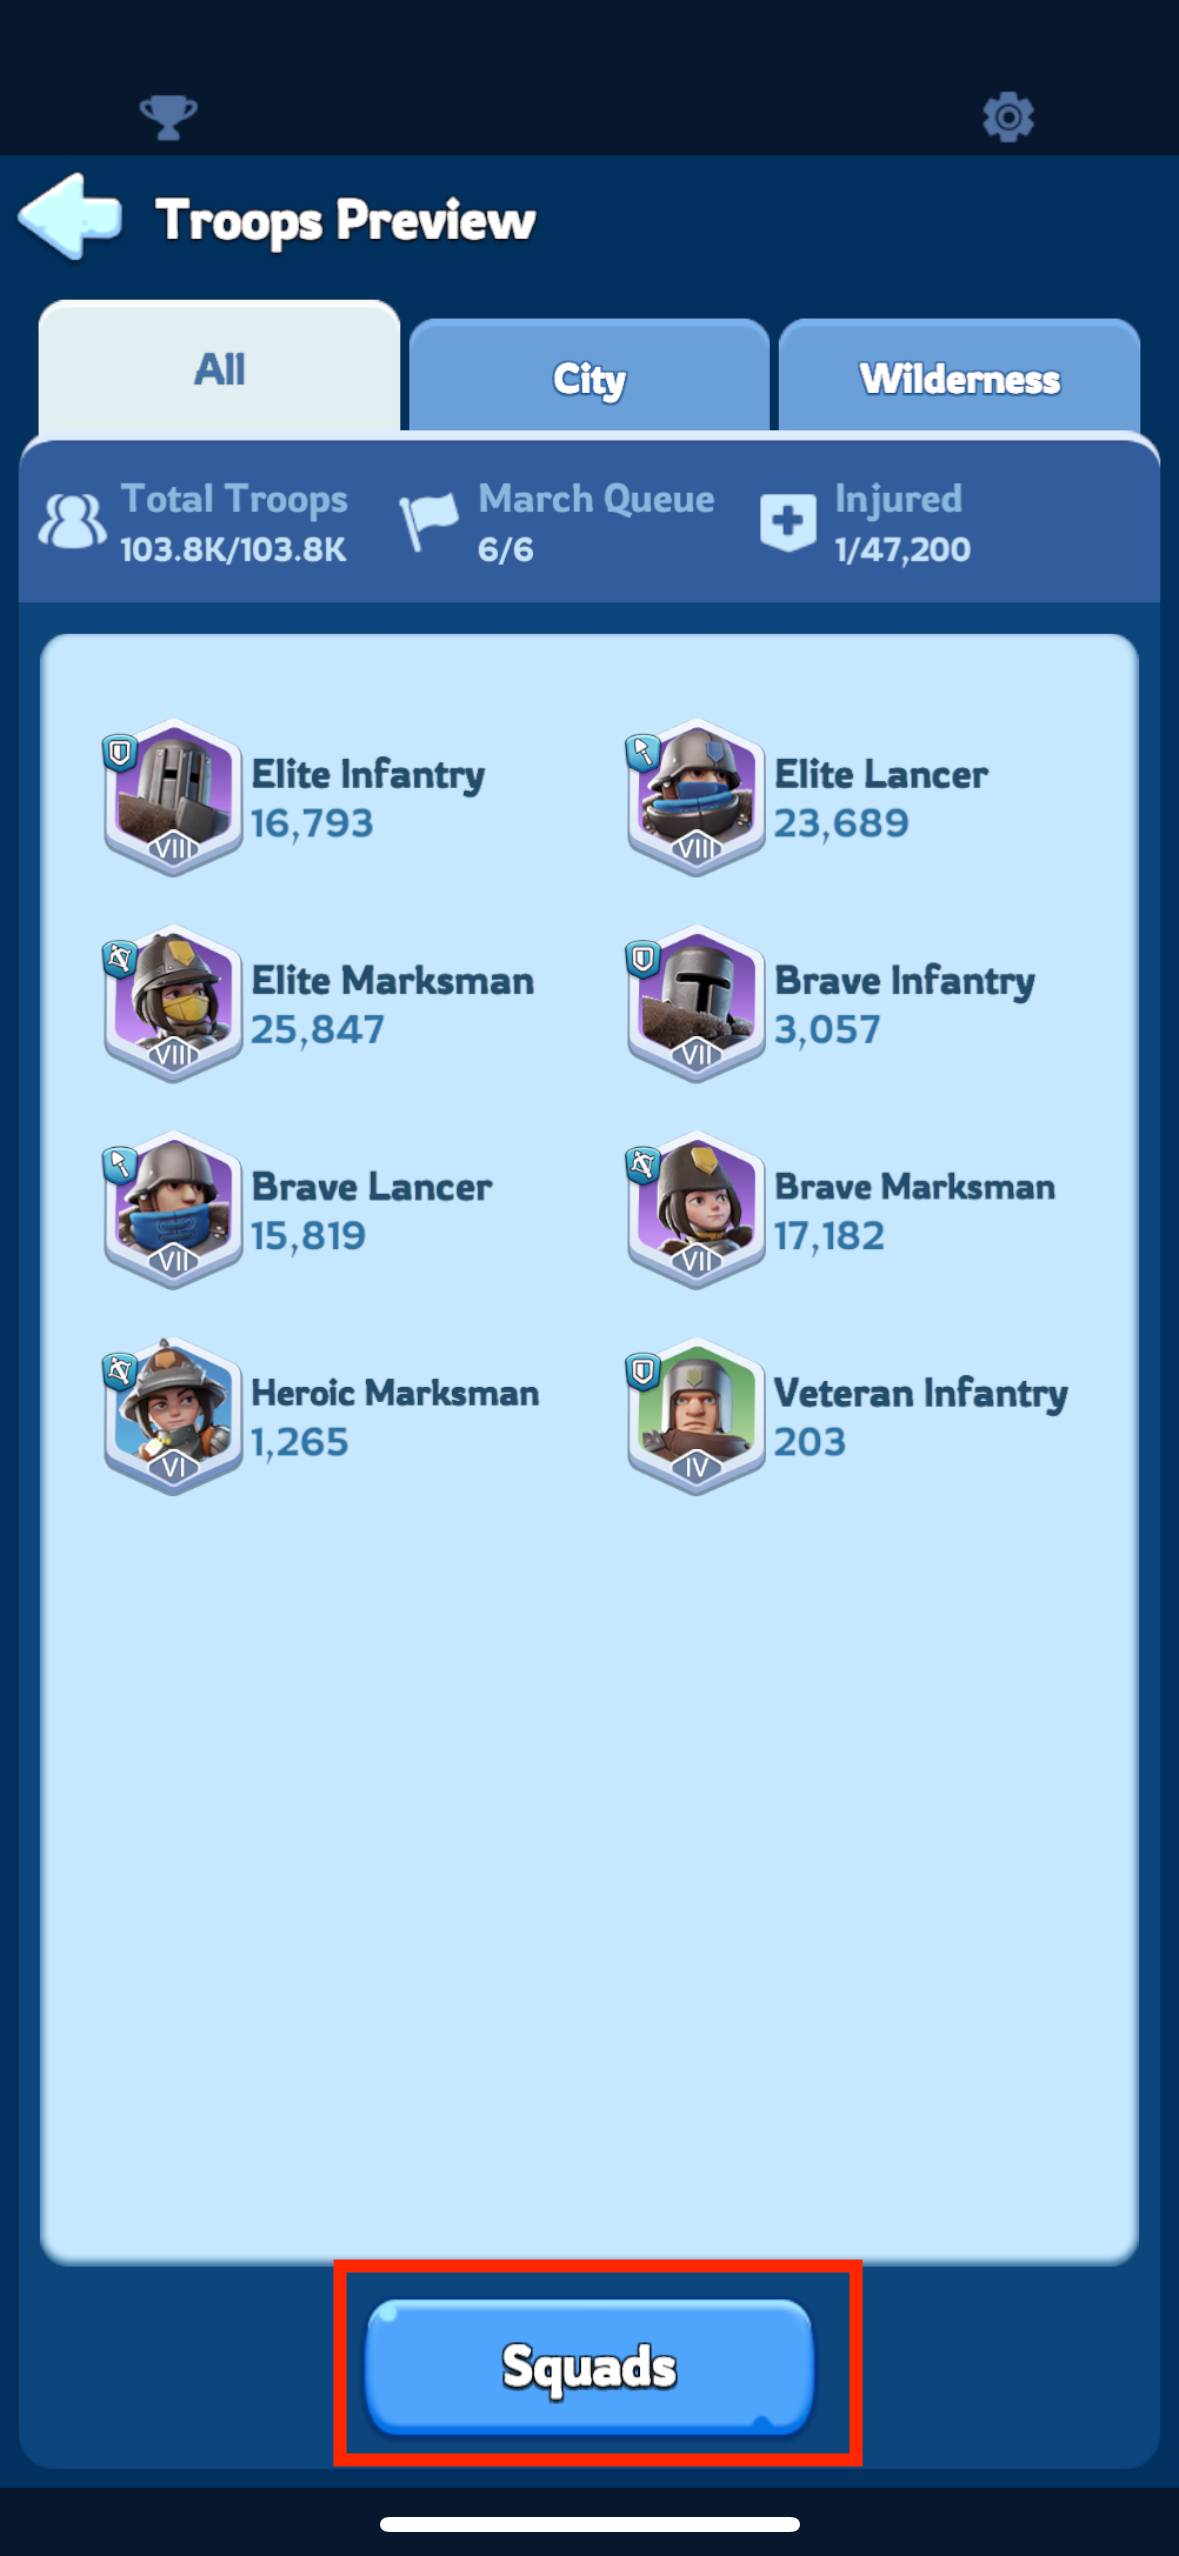 Troops Preview
All
City
Wilderness
Total Troops
103.8K/103.8K
March Queue
6/6
Injured
1/47,200
Elite Infantry
16,793
VIII
Elite Lancer
23,689
VIII
Elite Marksman
25,847
VIII
Brave Infantry
3,057
VII
Brave Lancer
15,819
VII
Brave Marksman
17,182
VII
Heroic Marksman
1,265
VI
Veteran Infantry
203
IV
Squads